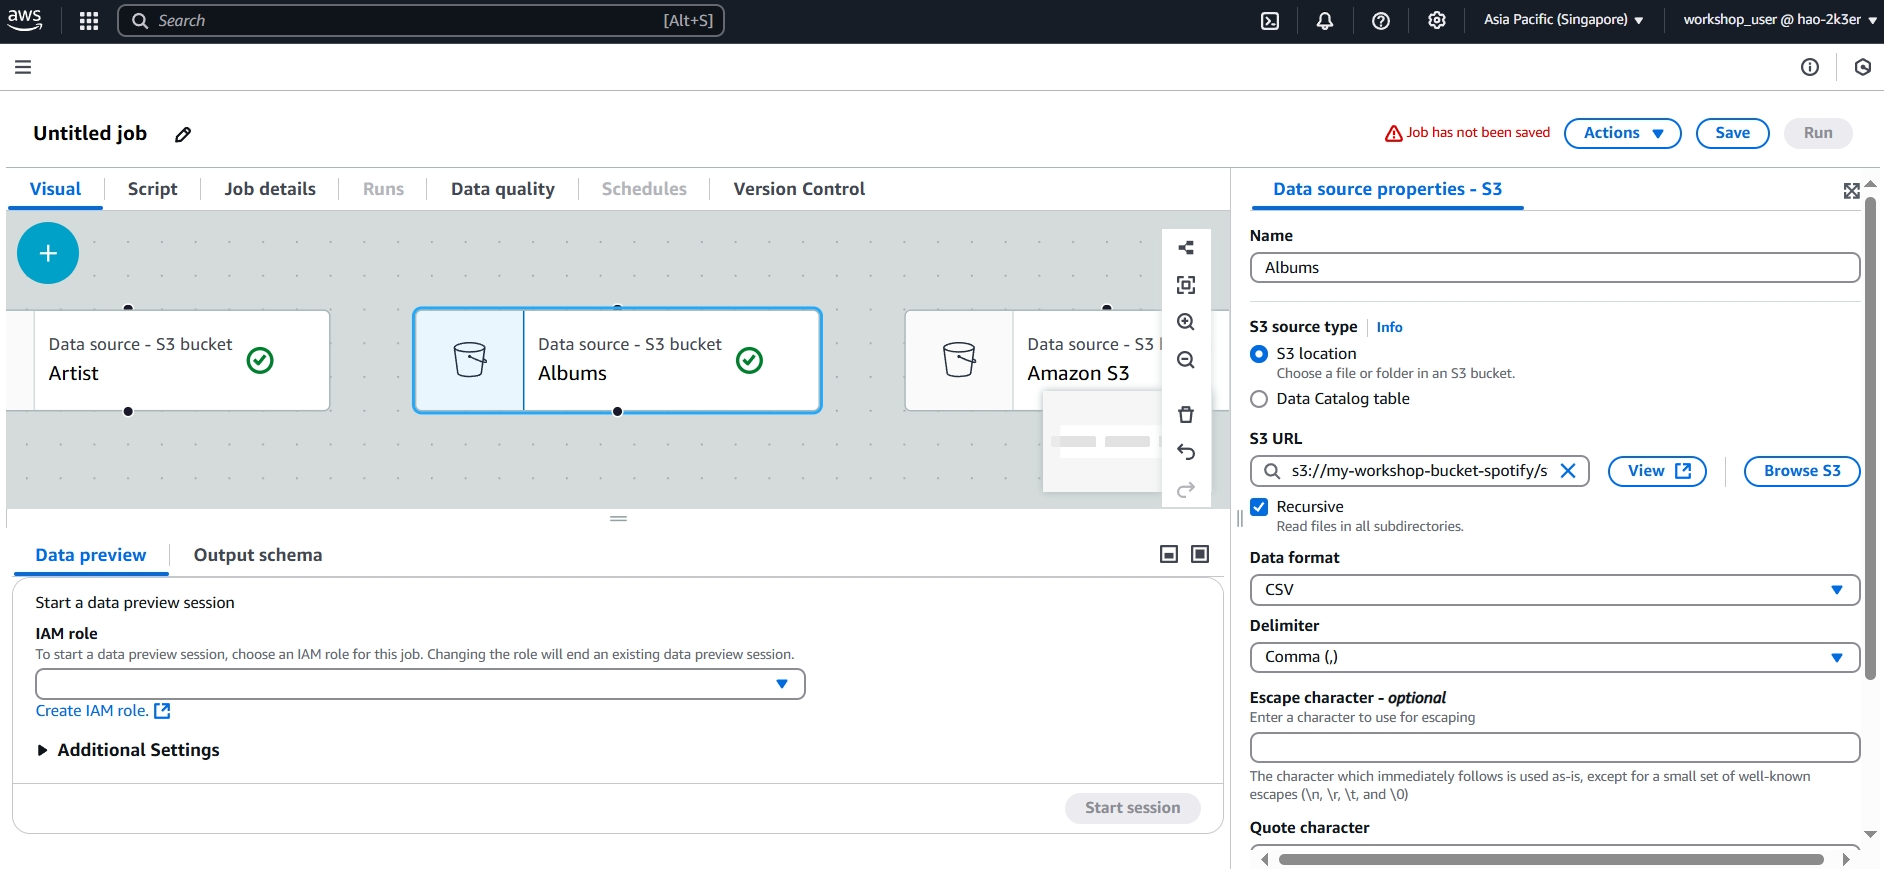 aws
Search
[Alt+S]
Asia Pacific (Singapore)
workshop_user @ hao-2k3er
Untitled job
Job has not been saved
Actions
Save
Run
Visual
Script
Job details
Runs
Data quality
Schedules
Version Control
Data source - S3 bucket
Artist
Data source - S3 bucket
Albums
Data source - S3
Amazon S3
Data preview
Output schema
Start a data preview session
IAM role
To start a data preview session, choose an IAM role for this job. Changing the role will end an existing data preview session.
Create IAM role.
Additional Settings
Start session
Data source properties - S3
Name
Albums
S3 source type
Info
S3 location
Choose a file or folder in an S3 bucket.
Data Catalog table
S3 URL
s3://my-workshop-bucket-spotify/s
View
Browse S3
Recursive
Read files in all subdirectories.
Data format
CSV
Delimiter
Comma (,)
Escape character - optional
Enter a character to use for escaping
The character which immediately follows is used as-is, except for a small set of well-known
escapes (\n, \r, \t, and \0)
Quote character